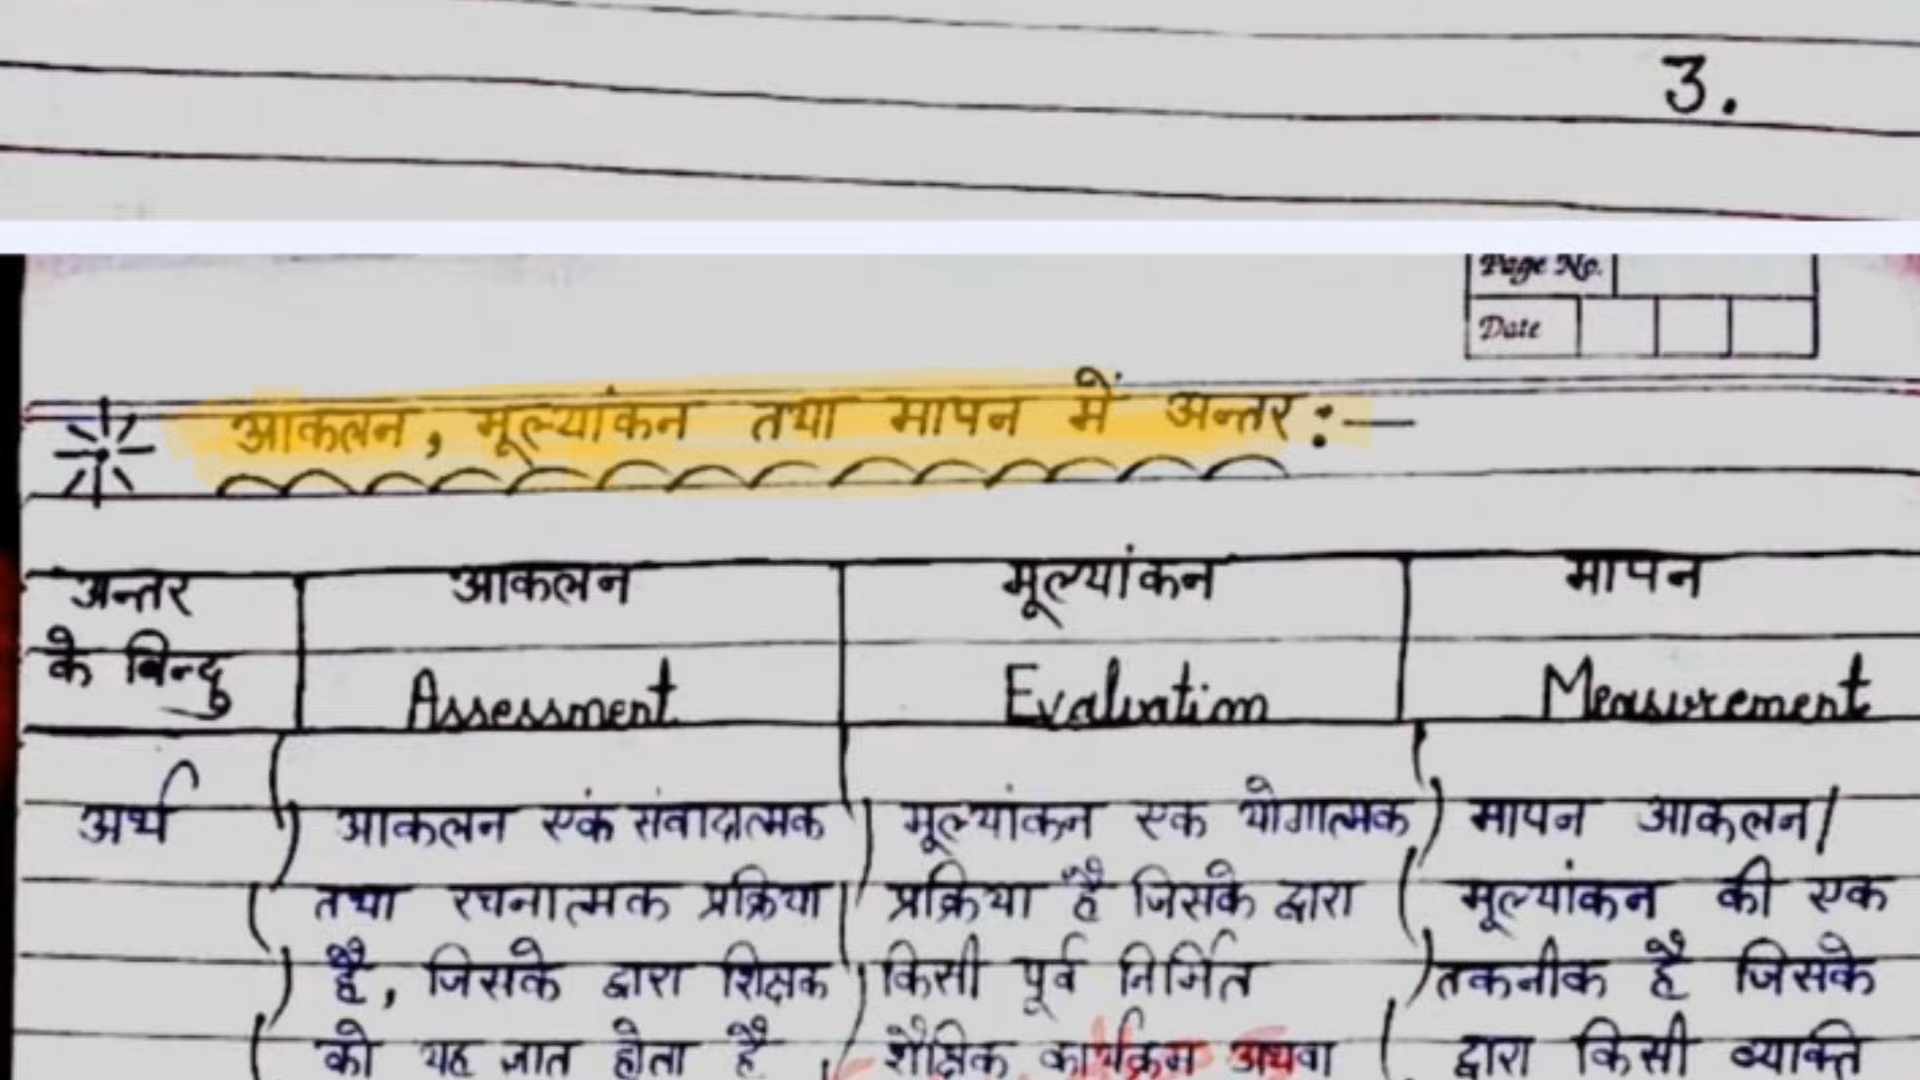 3.
Page No.
Date
आकलन, मूल्यांकन तथा मापन में अन्तर :—
अन्तर आकलन मूल्यांकन मापन
के बिन्दु Assessment Evaluation Measurement
अर्थ आकलन एक संवादात्मक मूल्यांकन एक योगात्मक मापन आकलन/
तथा रचनात्मक प्रक्रिया प्रक्रिया है जिसके द्वारा मूल्यांकन की एक
है, जिसके द्वारा शिक्षक किसी पूर्व निर्मित तकनीक है जिसके
को यह ज्ञात होता है शैक्षिक कार्यक्रम अथवा द्वारा किसी व्यक्ति